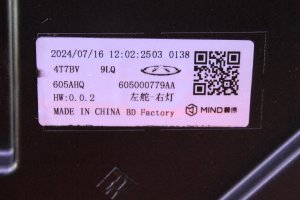 2024/07/16 12:02:2503 0138
4T7BV 9LQ
605AHQ 605000779AA
HW:0.0.2 左舵-右灯
MADE IN CHINA BD Factory MIND